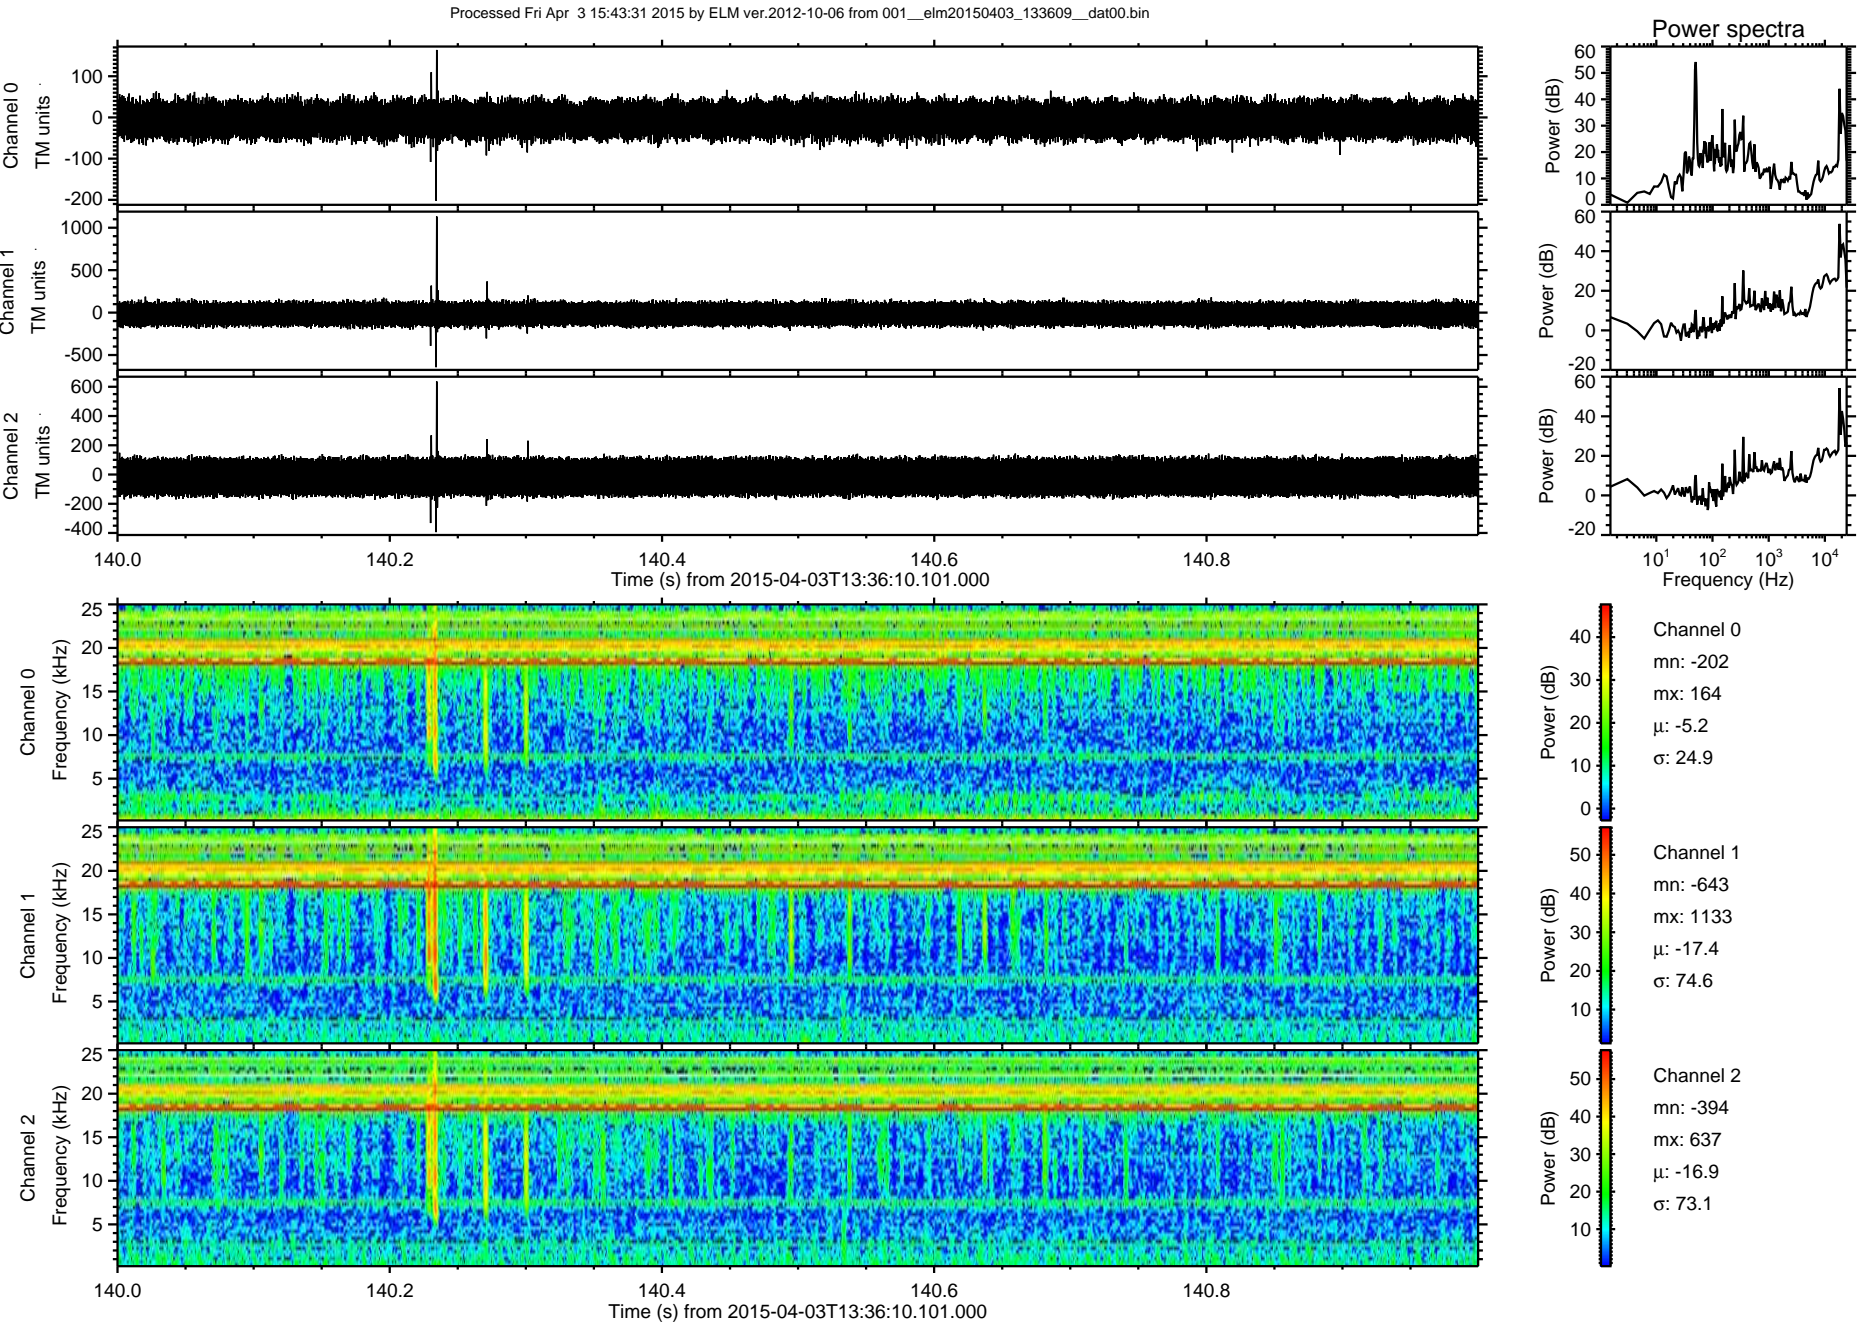 Processed Fri Apr  3 15:43:31 2015 by ELM ver.2012-10-06 from 001__elm20150403_133609__dat00.bin
Power spectra
Channel 0
TM units
100
0
-100
-200
Power (dB)
60
50
40
30
20
10
0
Channel 1
TM units
1000
500
0
-500
Power (dB)
60
40
20
0
-20
Channel 2
TM units
600
400
200
0
-200
-400
Power (dB)
60
40
20
0
-20
140.0 140.2 140.4 140.6 140.8
Time (s) from 2015-04-03T13:36:10.101.000
10¹ 10² 10³ 10⁴
Frequency (Hz)
Channel 0
Frequency (kHz)
25
20
15
10
5
Power (dB)
40
30
20
10
0
Channel 0
mn: -202
mx: 164
µ: -5.2
σ: 24.9
Channel 1
Frequency (kHz)
25
20
15
10
5
Power (dB)
50
40
30
20
10
Channel 1
mn: -643
mx: 1133
µ: -17.4
σ: 74.6
Channel 2
Frequency (kHz)
25
20
15
10
5
Power (dB)
50
40
30
20
10
Channel 2
mn: -394
mx: 637
µ: -16.9
σ: 73.1
140.0 140.2 140.4 140.6 140.8
Time (s) from 2015-04-03T13:36:10.101.000